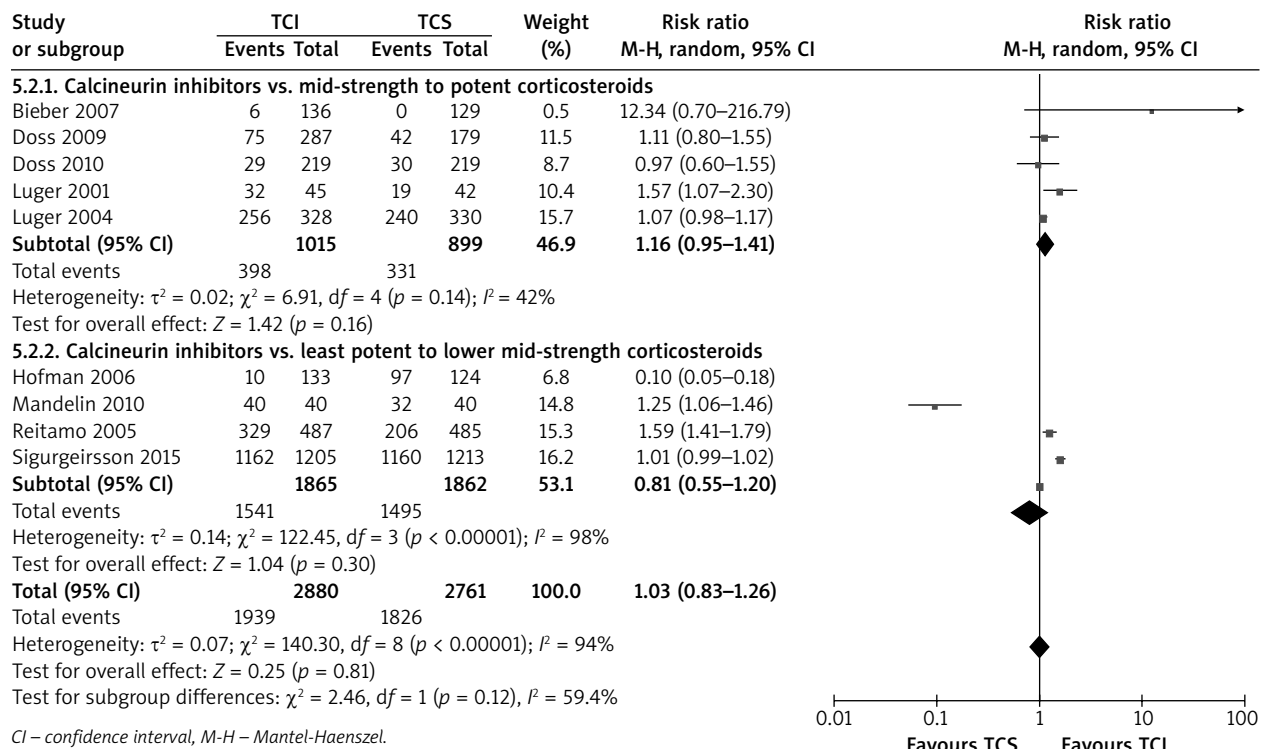 Study TCI TCS Weight Risk ratio Risk ratio
or subgroup Events Total Events Total (%) M-H, random, 95% CI M-H, random, 95% CI
5.2.1. Calcineurin inhibitors vs. mid-strength to potent corticosteroids
Bieber 2007 6 136 0 129 0.5 12.34 (0.70–216.79)
Doss 2009 75 287 42 179 11.5 1.11 (0.80–1.55)
Doss 2010 29 219 30 219 8.7 0.97 (0.60–1.55)
Luger 2001 32 45 19 42 10.4 1.57 (1.07–2.30)
Luger 2004 256 328 240 330 15.7 1.07 (0.98–1.17)
Subtotal (95% CI) 1015 899 46.9 1.16 (0.95–1.41)
Total events 398 331
Heterogeneity: τ² = 0.02; χ² = 6.91, df = 4 (p = 0.14); I² = 42%
Test for overall effect: Z = 1.42 (p = 0.16)
5.2.2. Calcineurin inhibitors vs. least potent to lower mid-strength corticosteroids
Hofman 2006 10 133 97 124 6.8 0.10 (0.05–0.18)
Mandelin 2010 40 40 32 40 14.8 1.25 (1.06–1.46)
Reitamo 2005 329 487 206 485 15.3 1.59 (1.41–1.79)
Sigurgeirsson 2015 1162 1205 1160 1213 16.2 1.01 (0.99–1.02)
Subtotal (95% CI) 1865 1862 53.1 0.81 (0.55–1.20)
Total events 1541 1495
Heterogeneity: τ² = 0.14; χ² = 122.45, df = 3 (p < 0.00001); I² = 98%
Test for overall effect: Z = 1.04 (p = 0.30)
Total (95% CI) 2880 2761 100.0 1.03 (0.83–1.26)
Total events 1939 1826
Heterogeneity: τ² = 0.07; χ² = 140.30, df = 8 (p < 0.00001); I² = 94%
Test for overall effect: Z = 0.25 (p = 0.81)
Test for subgroup differences: χ² = 2.46, df = 1 (p = 0.12), I² = 59.4%
0.01 0.1 1 10 100
Favours TCS Favours TCI
CI – confidence interval, M-H – Mantel-Haenszel.